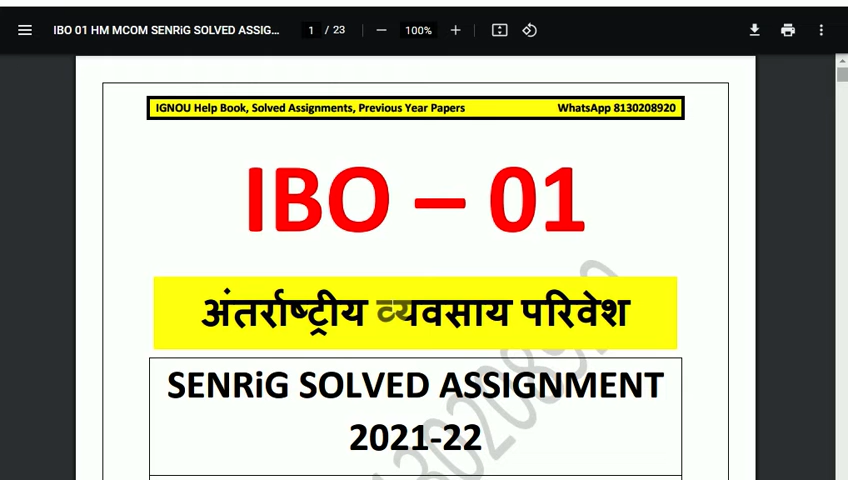 IBO 01 HM MCOM SENRiG SOLVED ASSIG...
1 / 23
100%
IGNOU Help Book, Solved Assignments, Previous Year Papers WhatsApp 8130208920
IBO – 01
अंतर्राष्ट्रीय व्यवसाय परिवेश
SENRiG SOLVED ASSIGNMENT
2021-22